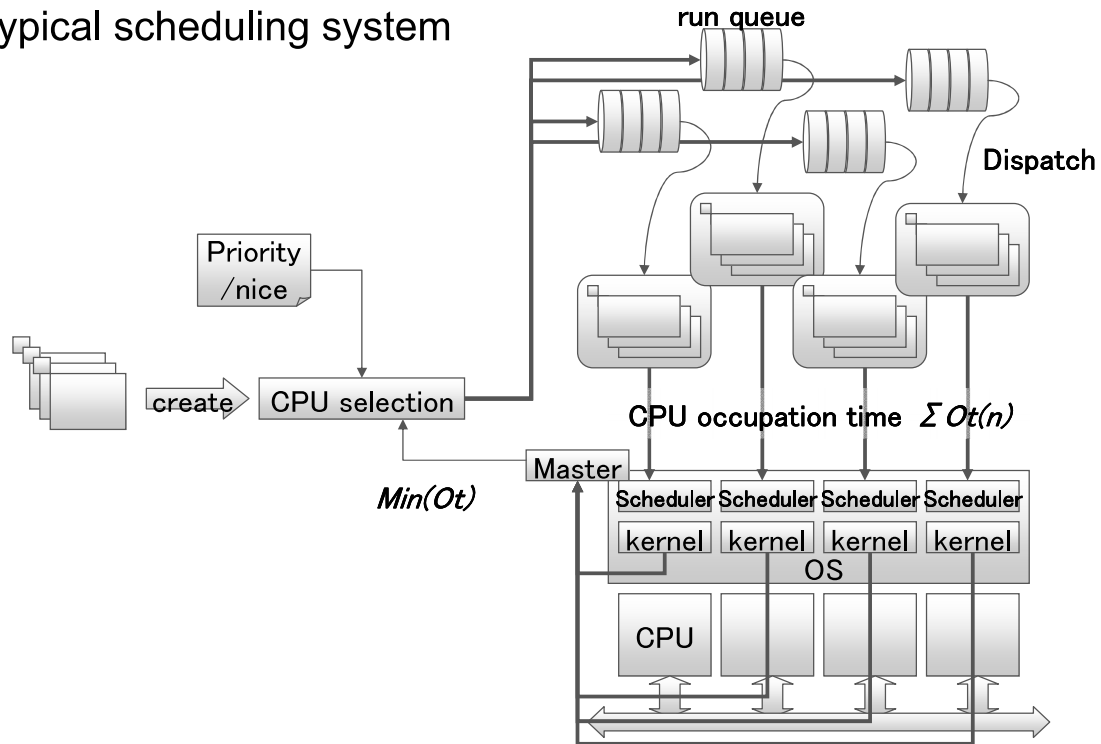 ypical scheduling system
run queue
Dispatch
Priority
/nice
create
CPU selection
CPU occupation time Σ Ot(n)
Master
Min(Ot)
Scheduler Scheduler Scheduler Scheduler
kernel kernel kernel kernel
OS
CPU